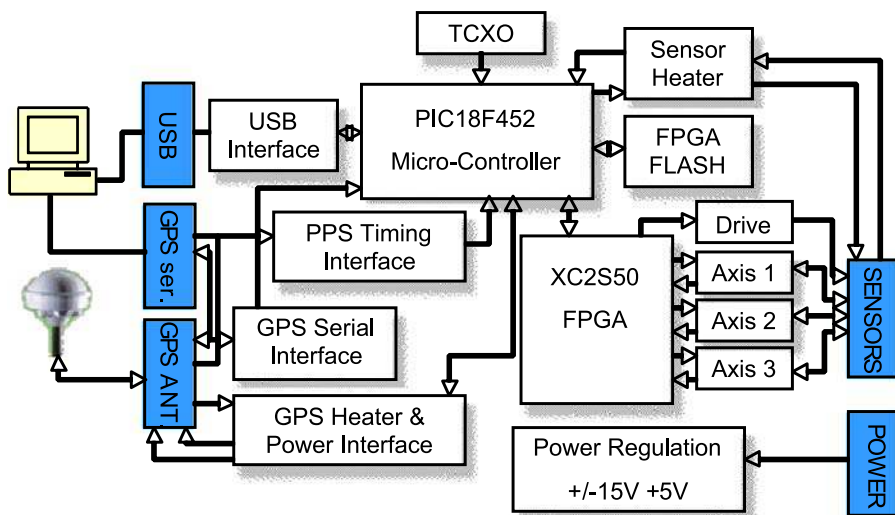 TCXO
Sensor
Heater
PIC18F452
Micro-Controller
USB
USB
Interface
FPGA
FLASH
GPS ser.
PPS Timing
Interface
Drive
XC2S50
FPGA
Axis 1
Axis 2
Axis 3
SENSORS
GPS Serial
Interface
GPS ANT.
GPS Heater &
Power Interface
Power Regulation
+/-15V +5V
POWER